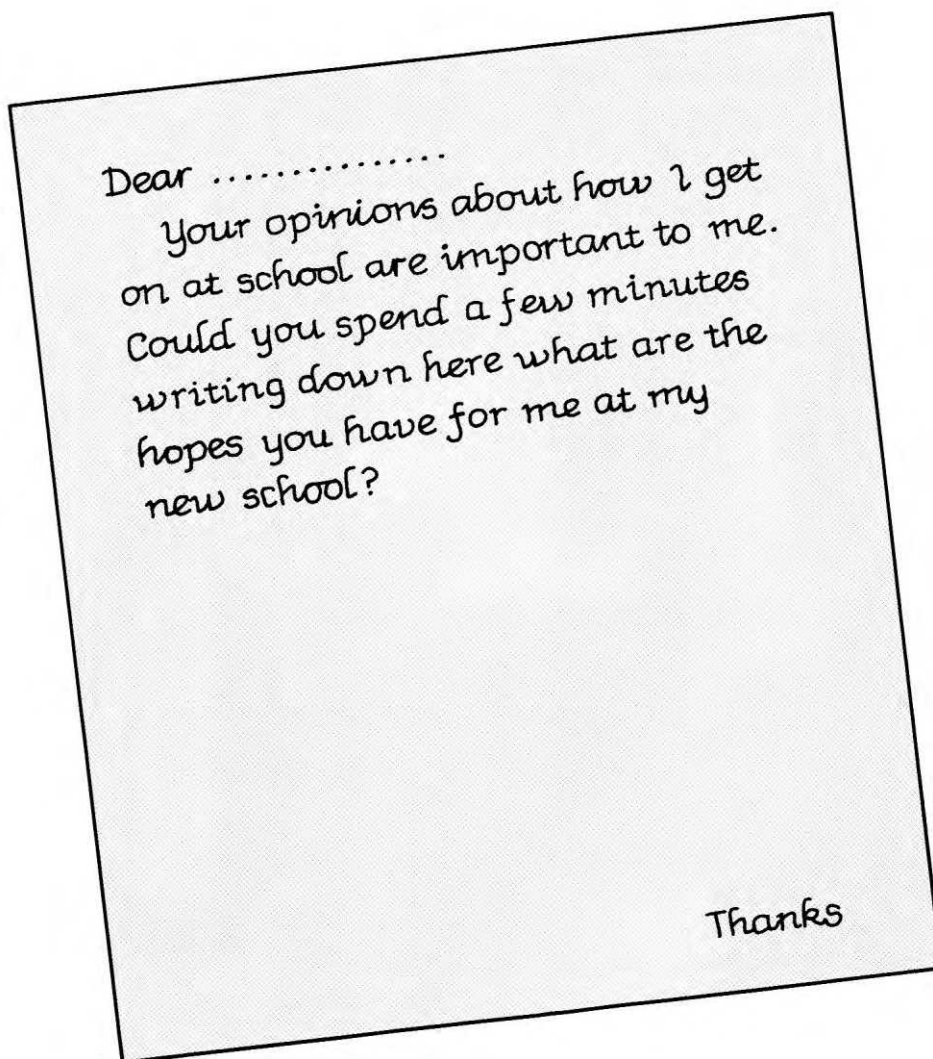 Dear ...............
Your opinions about how I get
on at school are important to me.
Could you spend a few minutes
writing down here what are the
hopes you have for me at my
new school?
Thanks